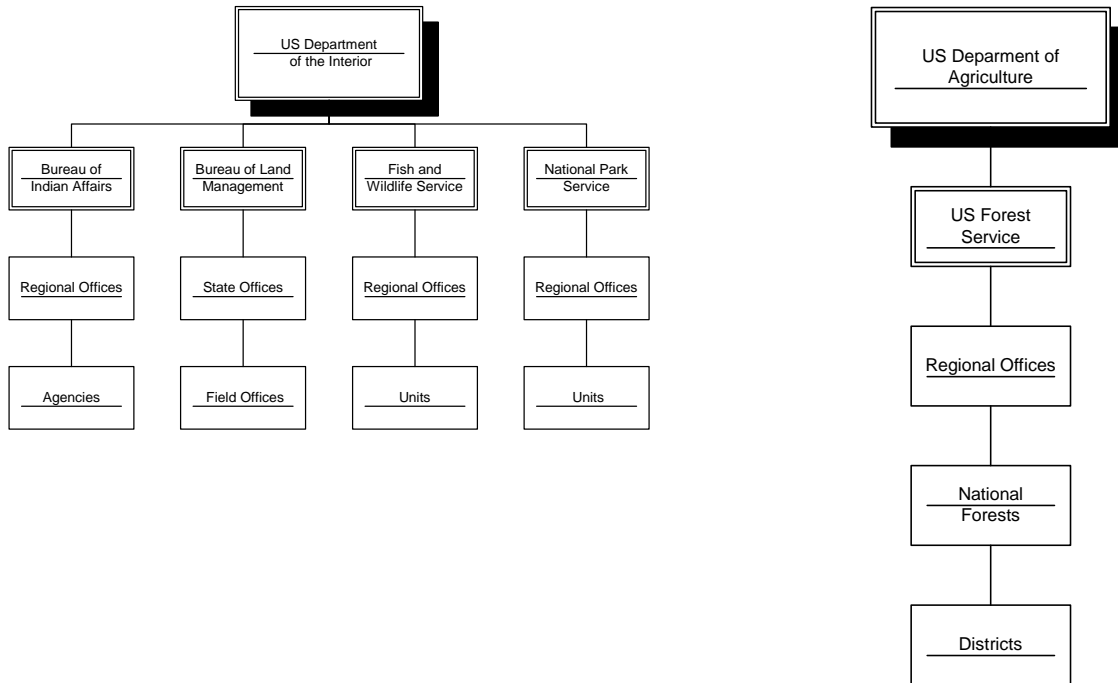 US Department
of the Interior
Bureau of
Indian Affairs
Bureau of Land
Management
Fish and
Wildlife Service
National Park
Service
Regional Offices
State Offices
Regional Offices
Regional Offices
Agencies
Field Offices
Units
Units
US Deparment of
Agriculture
US Forest
Service
Regional Offices
National
Forests
Districts